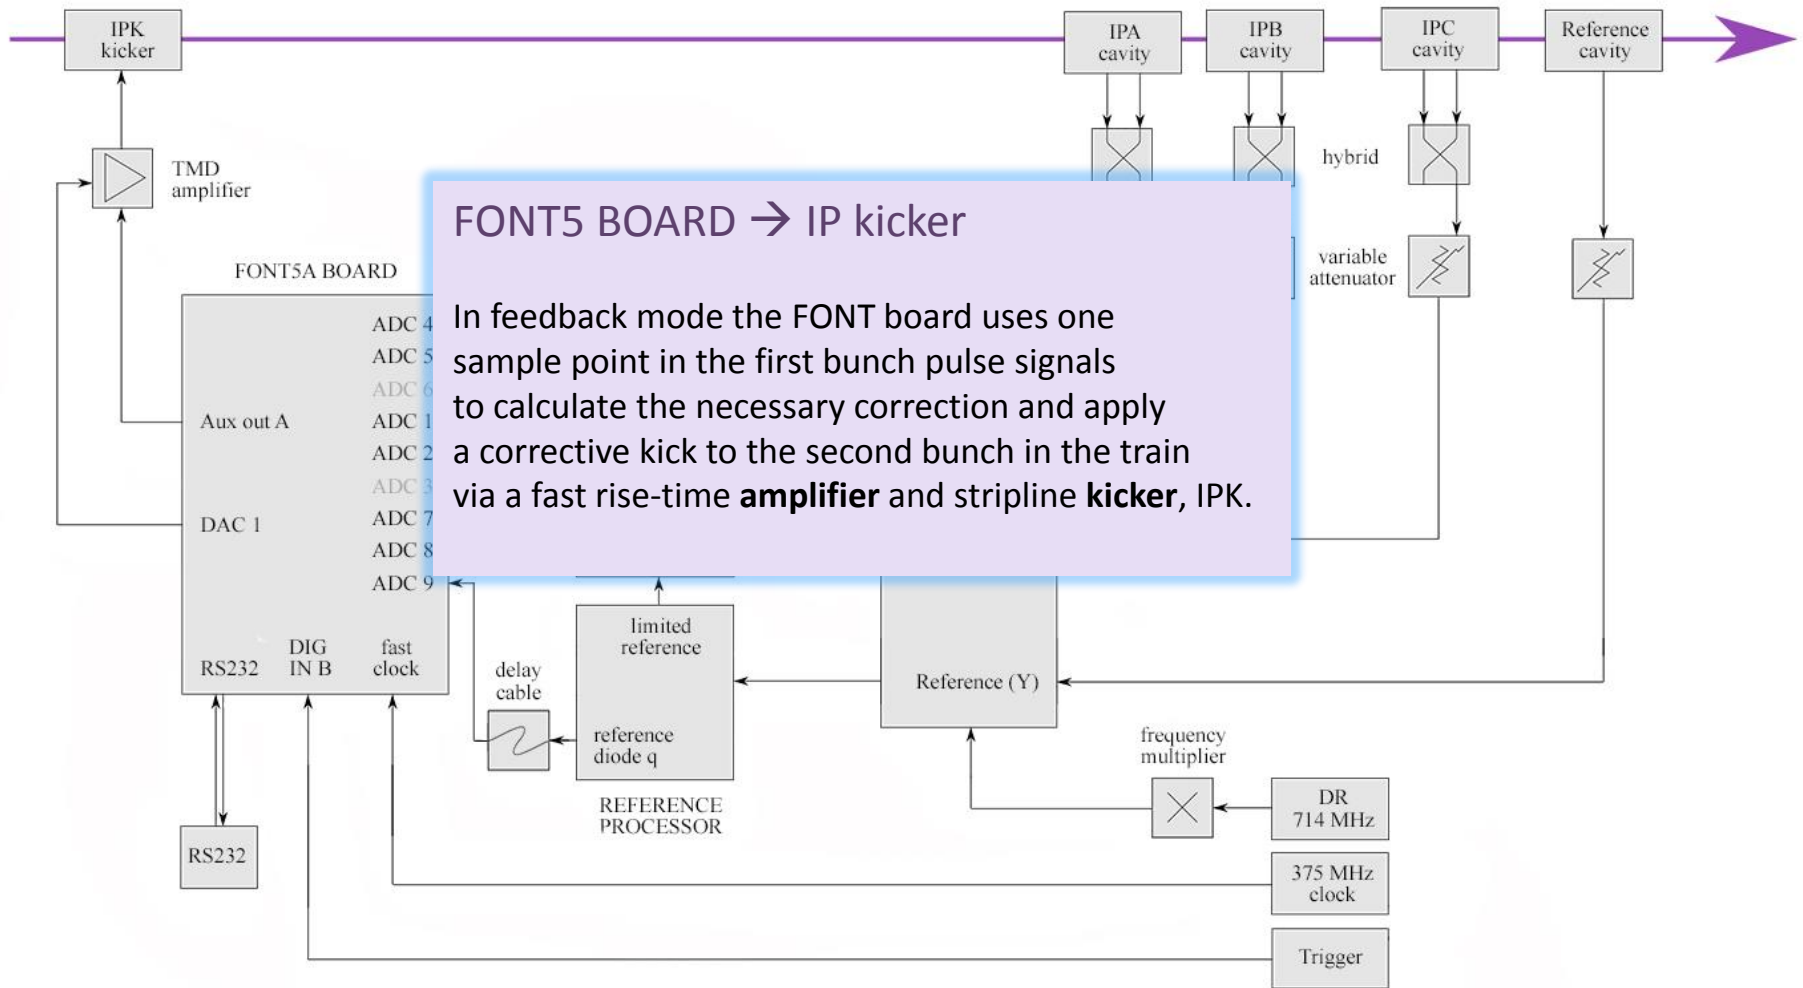 IPK
kicker
IPA
cavity
IPB
cavity
IPC
cavity
Reference
cavity
TMD
amplifier
hybrid
variable
attenuator
FONT5A BOARD
FONT5 BOARD → IP kicker
In feedback mode the FONT board uses one
sample point in the first bunch pulse signals
to calculate the necessary correction and apply
a corrective kick to the second bunch in the train
via a fast rise-time amplifier and stripline kicker, IPK.
ADC 4
ADC 5
ADC 6
Aux out A
ADC 1
ADC 2
ADC 3
DAC 1
ADC 7
ADC 8
ADC 9
RS232
DIG
IN B
fast
clock
delay
cable
limited
reference
reference
diode q
REFERENCE
PROCESSOR
Reference (Y)
frequency
multiplier
DR
714 MHz
RS232
375 MHz
clock
Trigger